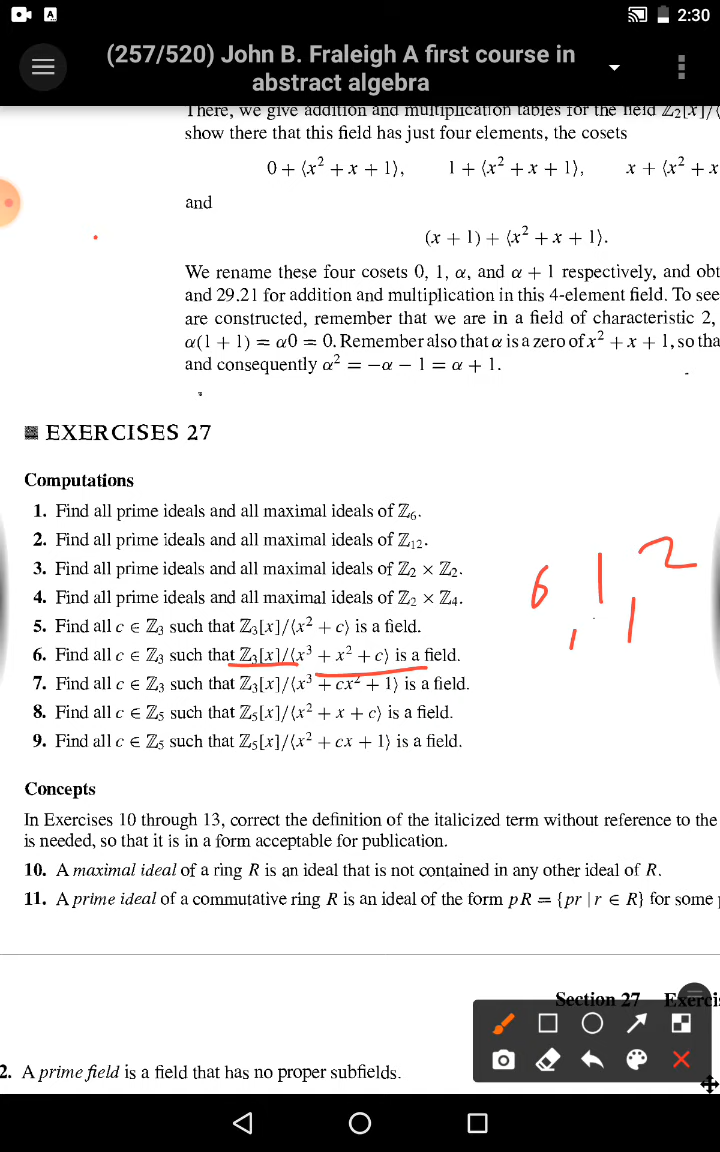 A 2:30
(257/520) John B. Fraleigh A first course in
abstract algebra
There, we give addition and multiplication tables for the field ℤ₂[x]/⟨
show there that this field has just four elements, the cosets
0 + ⟨x² + x + 1⟩, 1 + ⟨x² + x + 1⟩, x + ⟨x² + x
and
(x + 1) + ⟨x² + x + 1⟩.
We rename these four cosets 0, 1, α, and α + 1 respectively, and obt
and 29.21 for addition and multiplication in this 4-element field. To see
are constructed, remember that we are in a field of characteristic 2,
α(1 + 1) = α0 = 0. Remember also that α is a zero of x² + x + 1, so tha
and consequently α² = −α − 1 = α + 1.
EXERCISES 27
Computations
1. Find all prime ideals and all maximal ideals of ℤ₆.
2. Find all prime ideals and all maximal ideals of ℤ₁₂.
3. Find all prime ideals and all maximal ideals of ℤ₂ × ℤ₂.
4. Find all prime ideals and all maximal ideals of ℤ₂ × ℤ₄.
5. Find all c ∈ ℤ₃ such that ℤ₃[x]/⟨x² + c⟩ is a field.
6. Find all c ∈ ℤ₃ such that ℤ₃[x]/⟨x³ + x² + c⟩ is a field.
7. Find all c ∈ ℤ₃ such that ℤ₃[x]/⟨x³ + cx² + 1⟩ is a field.
8. Find all c ∈ ℤ₅ such that ℤ₅[x]/⟨x² + x + c⟩ is a field.
9. Find all c ∈ ℤ₅ such that ℤ₅[x]/⟨x² + cx + 1⟩ is a field.
6, 1, 2
1
Concepts
In Exercises 10 through 13, correct the definition of the italicized term without reference to the
is needed, so that it is in a form acceptable for publication.
10. A maximal ideal of a ring R is an ideal that is not contained in any other ideal of R.
11. A prime ideal of a commutative ring R is an ideal of the form pR = {pr | r ∈ R} for some
Section 27 Exerci
2. A prime field is a field that has no proper subfields.